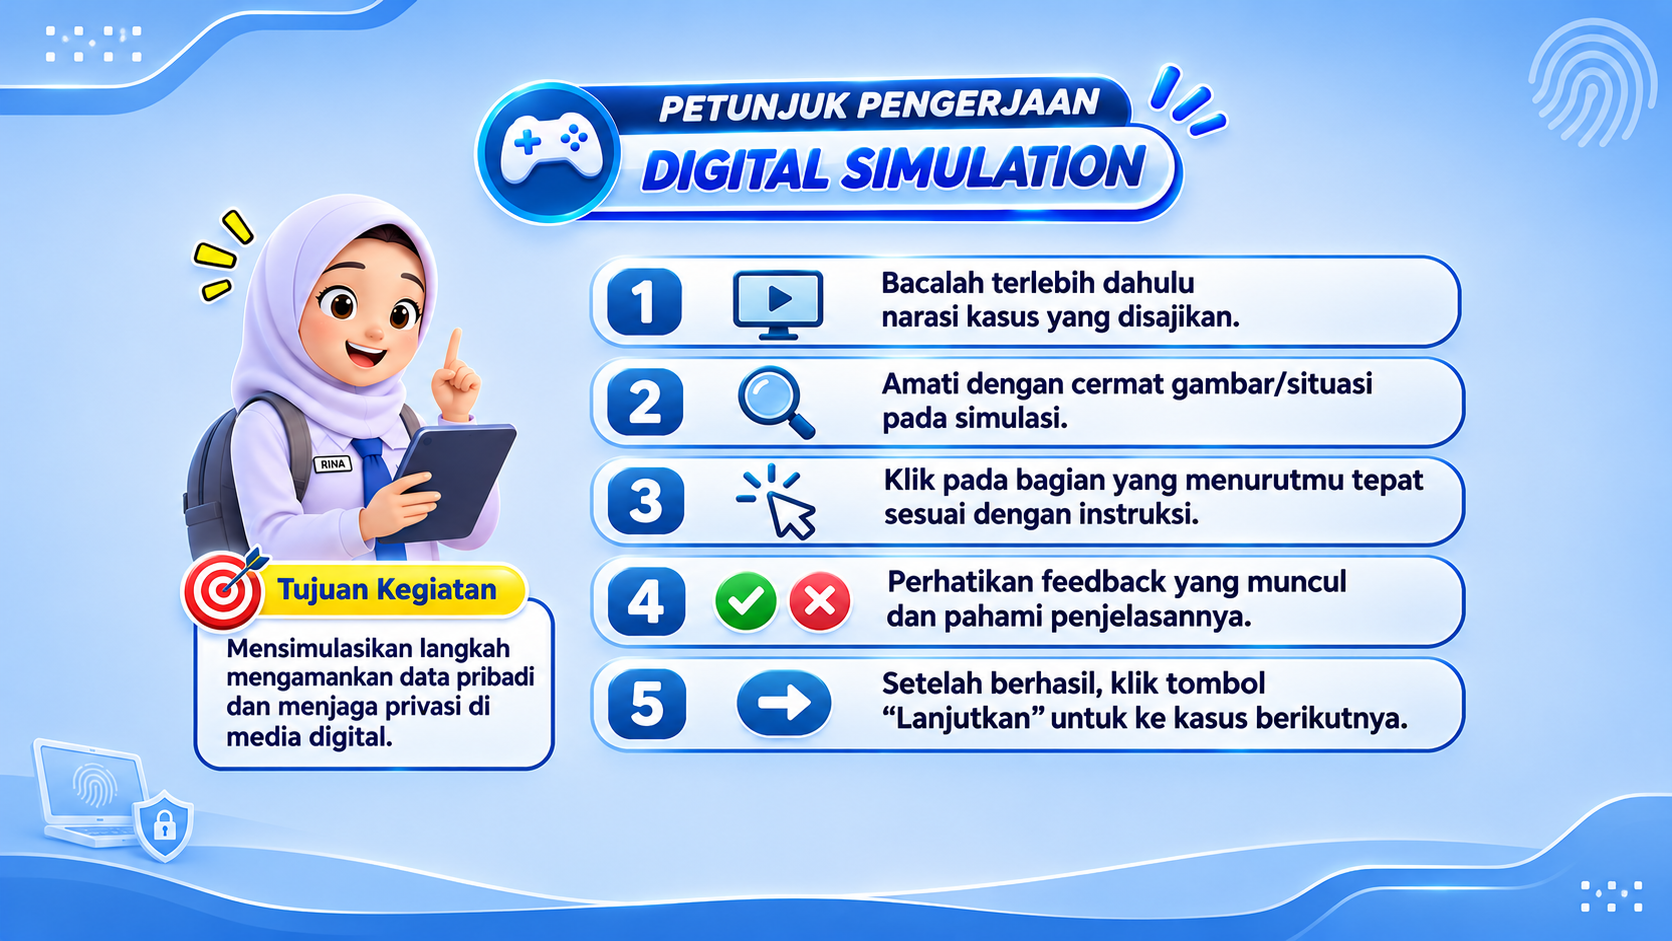 PETUNJUK PENGERJAAN
DIGITAL SIMULATION
RINA
Tujuan Kegiatan
Mensimulasikan langkah
mengamankan data pribadi
dan menjaga privasi di
media digital.
1
Bacalah terlebih dahulu
narasi kasus yang disajikan.
2
Amati dengan cermat gambar/situasi
pada simulasi.
3
Klik pada bagian yang menurutmu tepat
sesuai dengan instruksi.
4
Perhatikan feedback yang muncul
dan pahami penjelasannya.
5
Setelah berhasil, klik tombol
“Lanjutkan” untuk ke kasus berikutnya.